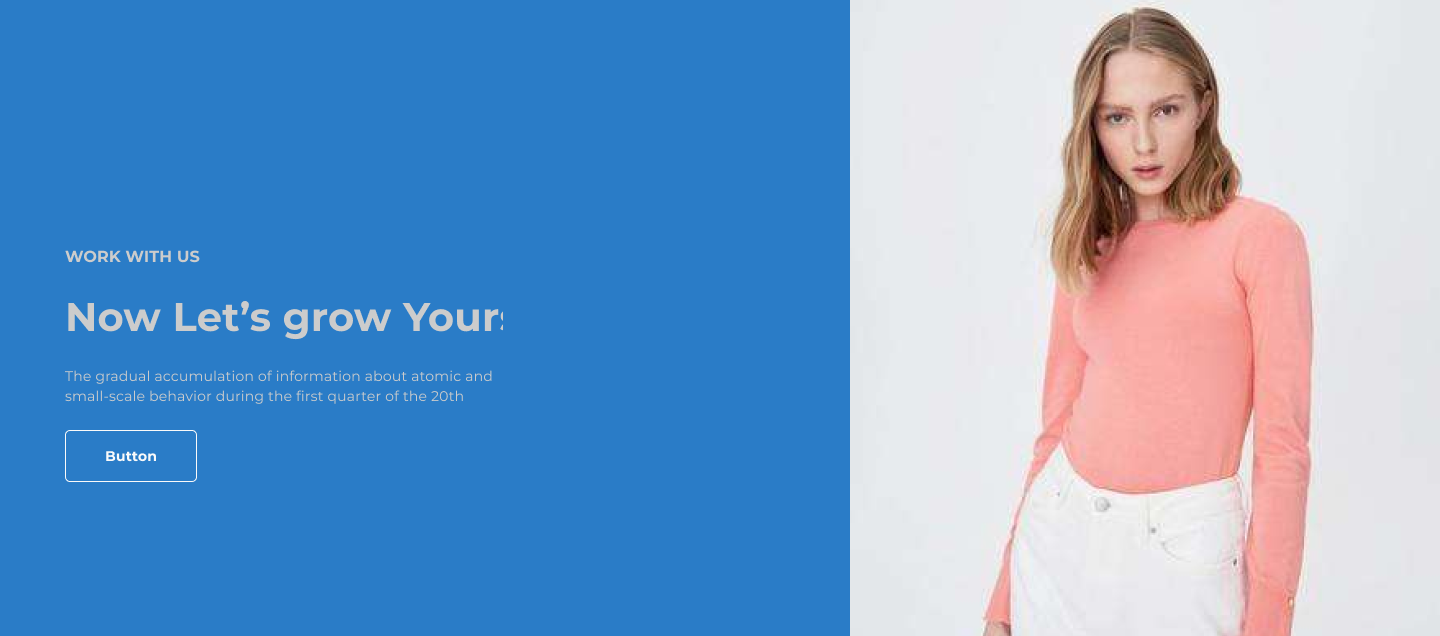 WORK WITH US
Now Let’s grow Yours
The gradual accumulation of information about atomic and
small-scale behavior during the first quarter of the 20th
Button